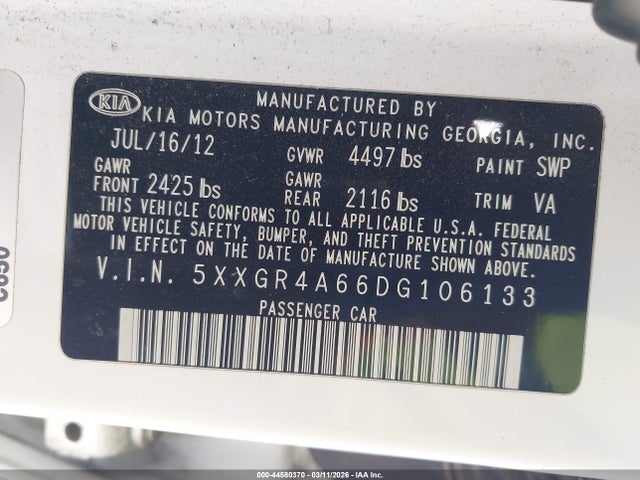 MANUFACTURED BY
KIA KIA MOTORS MANUFACTURING GEORGIA, INC.
JUL/16/12 GVWR 4497 lbs PAINT SWP
GAWR FRONT 2425 lbs GAWR REAR 2116 lbs TRIM VA
THIS VEHICLE CONFORMS TO ALL APPLICABLE U.S.A. FEDERAL
MOTOR VEHICLE SAFETY, BUMPER, AND THEFT PREVENTION STANDARDS
IN EFFECT ON THE DATE OF MANUFACTURE SHOWN ABOVE.
V.I.N. 5XXGR4A66DG106133
PASSENGER CAR
000-44580370 | 03/11/2026 | IAA Inc.